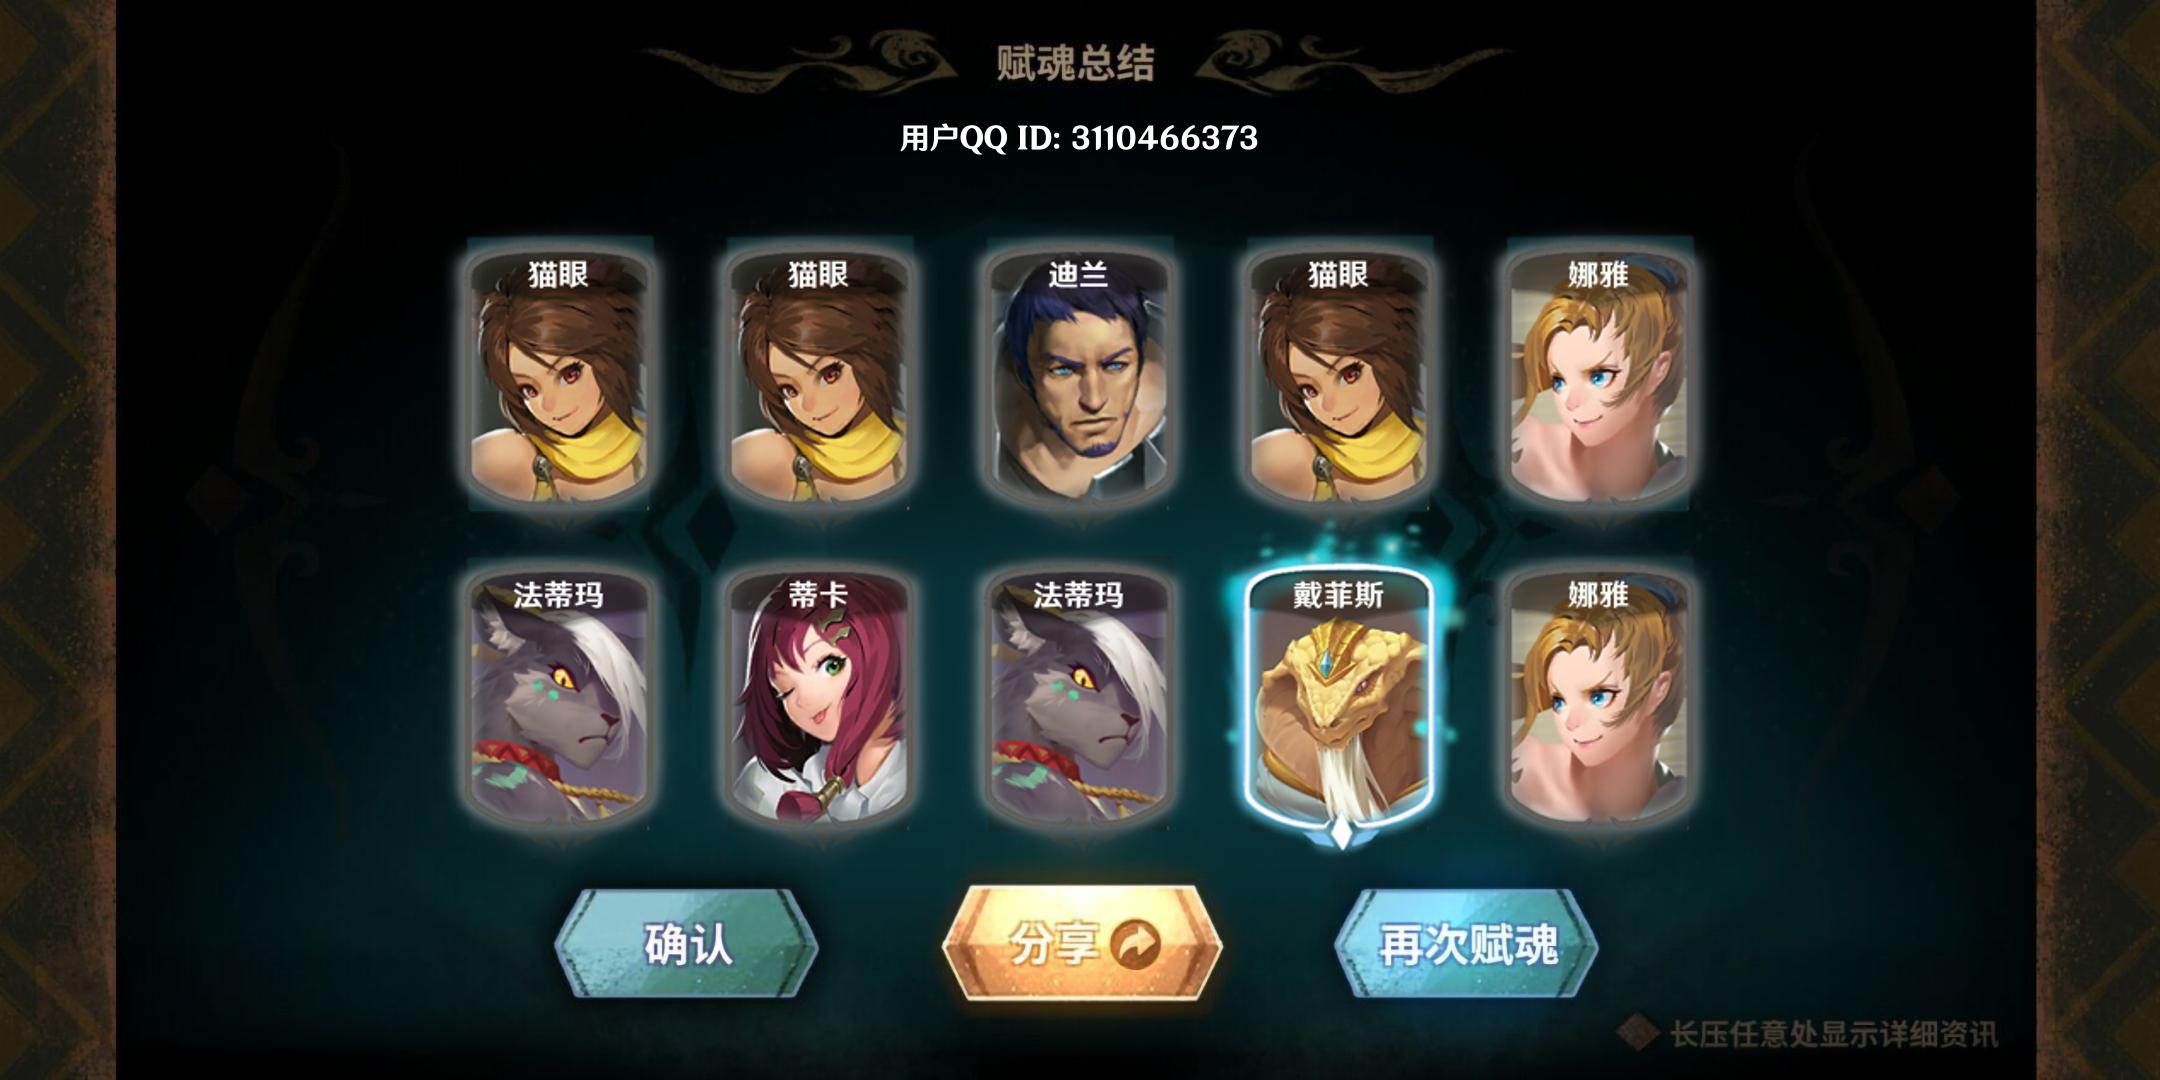 赋魂总结
用户QQ ID: 3110466373
猫眼
猫眼
迪兰
猫眼
娜雅
法蒂玛
蒂卡
法蒂玛
戴菲斯
娜雅
确认
分享
再次赋魂
长压任意处显示详细资讯